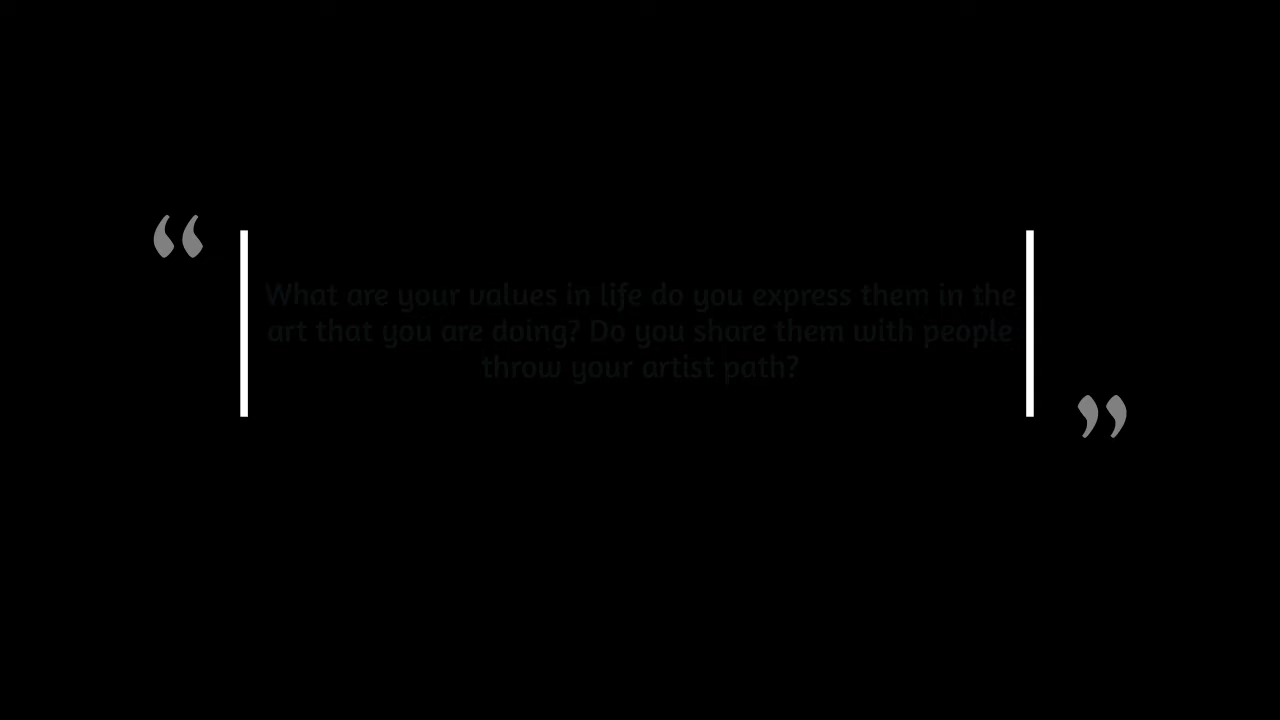 “
What are your values in life do you express them in the
art that you are doing? Do you share them with people
throw your artist path?
”